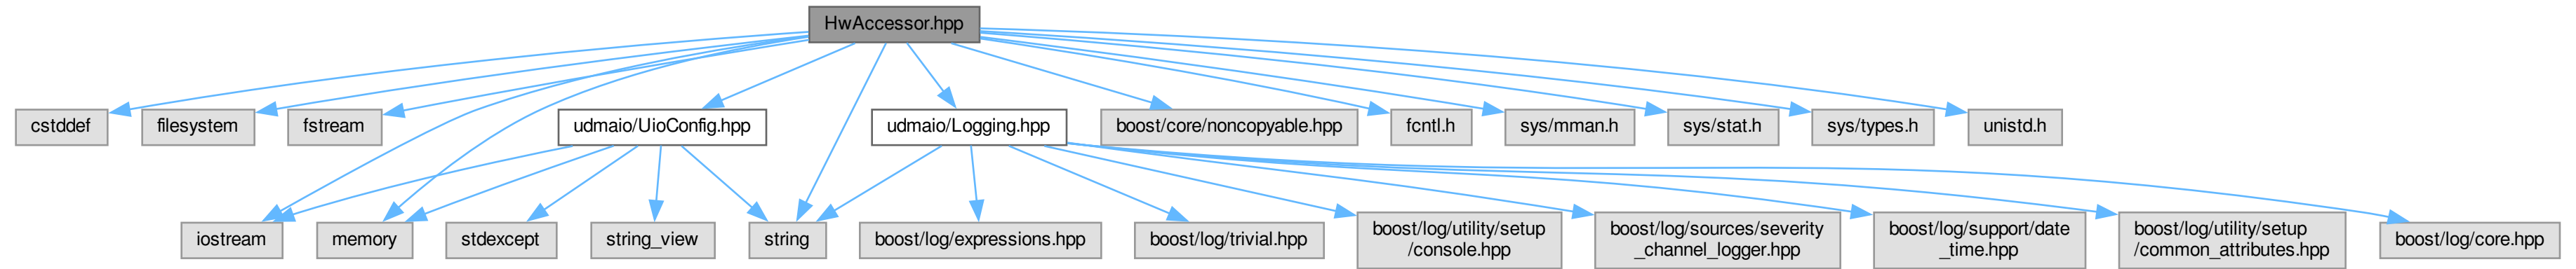 HwAccessor.hpp
cstddef
filesystem
fstream
udmaio/UioConfig.hpp
udmaio/Logging.hpp
boost/core/noncopyable.hpp
fcntl.h
sys/mman.h
sys/stat.h
sys/types.h
unistd.h
iostream
memory
stdexcept
string_view
string
boost/log/expressions.hpp
boost/log/trivial.hpp
boost/log/utility/setup
/console.hpp
boost/log/sources/severity
_channel_logger.hpp
boost/log/support/date
_time.hpp
boost/log/utility/setup
/common_attributes.hpp
boost/log/core.hpp